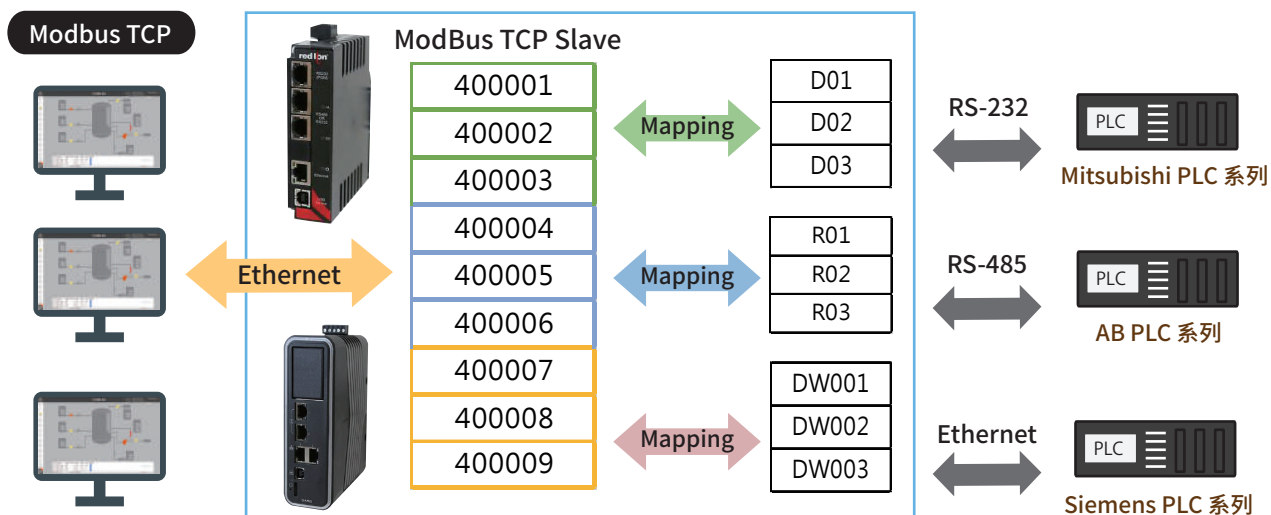 Modbus TCP
red lion
ModBus TCP Slave
400001
400002
400003
400004
400005
400006
400007
400008
400009
Ethernet
Mapping
Mapping
Mapping
D01
D02
D03
R01
R02
R03
DW001
DW002
DW003
RS-232
PLC
Mitsubishi PLC 系列
RS-485
PLC
AB PLC 系列
Ethernet
PLC
Siemens PLC 系列